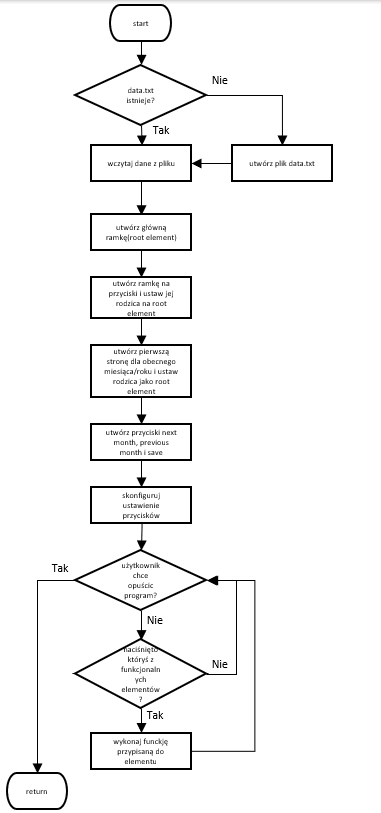 start
data.txt
istnieje?
Nie
Tak
wczytaj dane z pliku
utwórz plik data.txt
utwórz główną
ramkę(root element)
utwórz ramkę na
przyciski i ustaw jej
rodzica na root
element
utwórz pierwszą
stronę dla obecnego
miesiąca/roku i ustaw
rodzica jako root
element
utwórz przyciski next
month, previous
month i save
skonfiguruj
ustawienie
przycisków
Tak
użytkownik
chce
opuścic
program?
Nie
naciśnięto
któryś z
funkcjonaln
ych
elementów
?
Nie
Tak
wykonaj funckję
przypisaną do
elementu
return